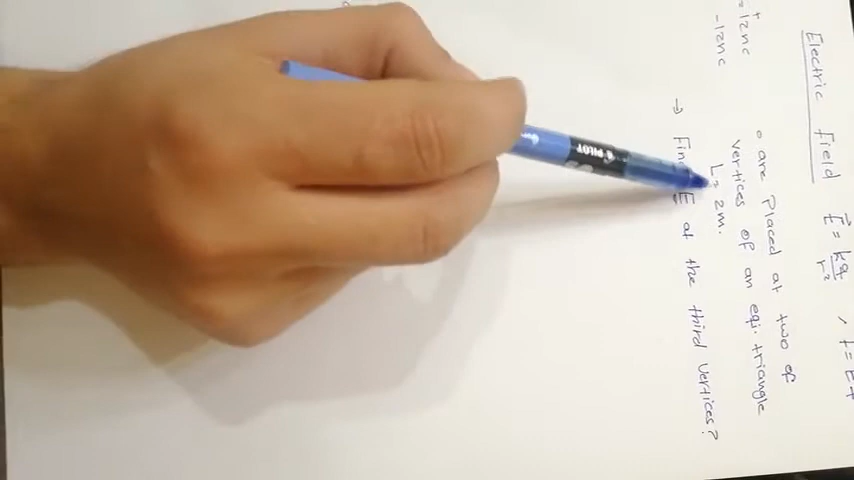 Electric field E = kq/r²
= 12nc
-12nc
are placed at two of
vertices of an eqi. triangle
L = 2m.
→ Find E at the third vertices?
PILOT